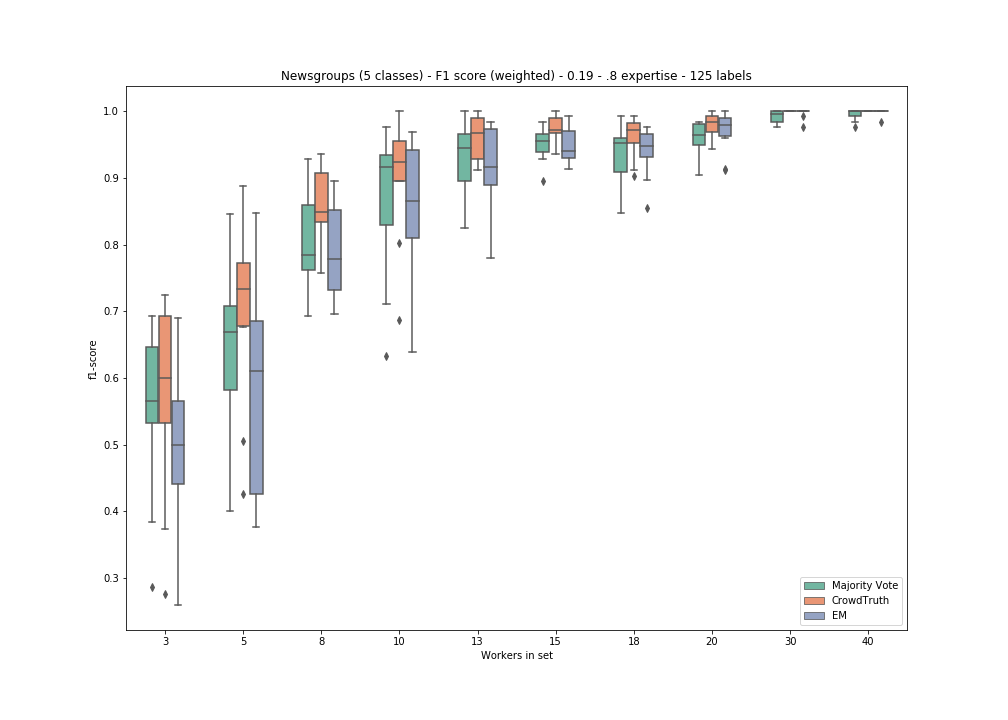 Newsgroups (5 classes) - F1 score (weighted) - 0.19 - .8 expertise - 125 labels
1.0
0.9
0.8
0.7
0.6
0.5
0.4
0.3
f1-score
Majority Vote
CrowdTruth
EM
3 5 8 10 13 15 18 20 30 40
Workers in set